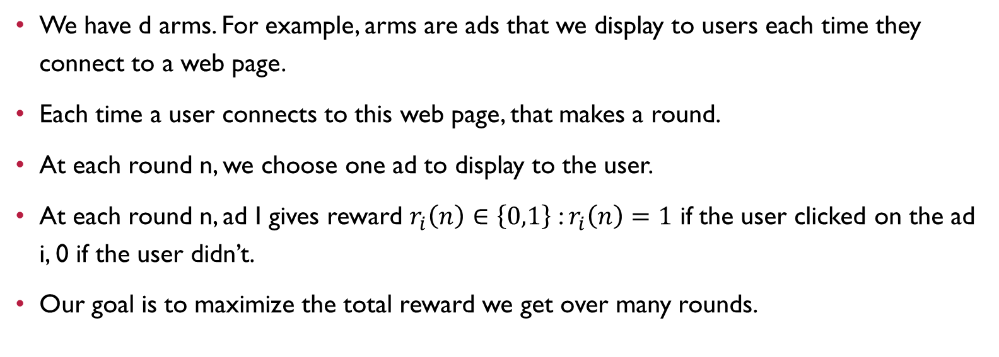 • We have d arms. For example, arms are ads that we display to users each time they
connect to a web page.
• Each time a user connects to this web page, that makes a round.
• At each round n, we choose one ad to display to the user.
• At each round n, ad I gives reward rᵢ(n) ∈ {0,1} : rᵢ(n) = 1 if the user clicked on the ad
i, 0 if the user didn’t.
• Our goal is to maximize the total reward we get over many rounds.